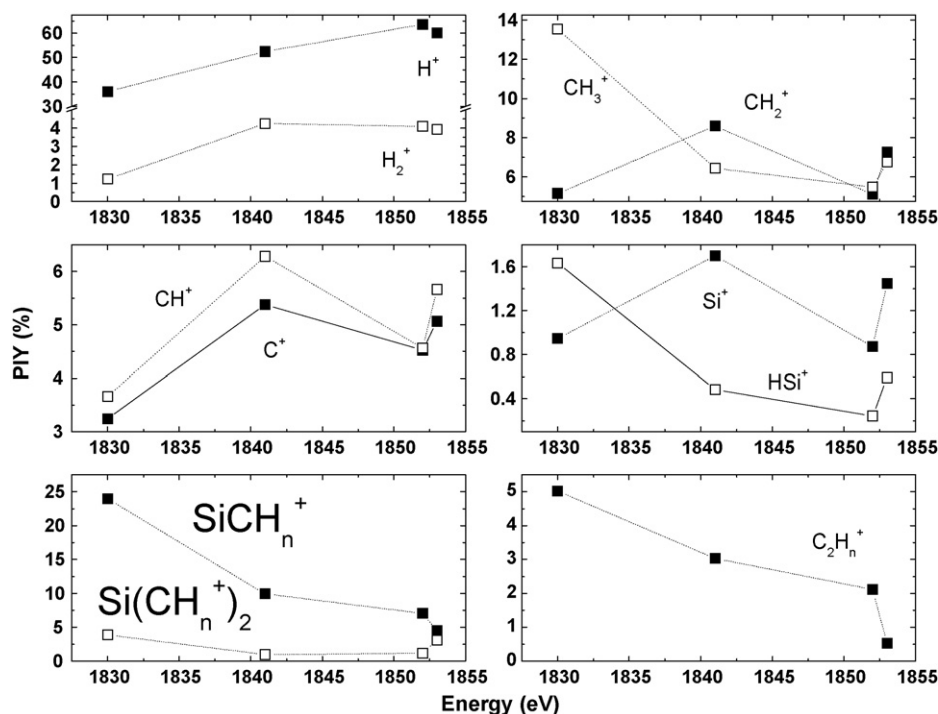 60
50
40
30
4
3
2
1
0
H⁺
H₂⁺
1830 1835 1840 1845 1850 1855
14
12
10
8
6
CH₃⁺
CH₂⁺
1830 1835 1840 1845 1850 1855
PIY (%)
6
5
4
3
CH⁺
C⁺
1830 1835 1840 1845 1850 1855
1.6
1.2
0.8
0.4
Si⁺
HSi⁺
1830 1835 1840 1845 1850 1855
25
20
15
10
5
0
SiCHₙ⁺
Si(CHₙ⁺)₂
1830 1835 1840 1845 1850 1855
5
4
3
2
1
0
C₂Hₙ⁺
1830 1835 1840 1845 1850 1855
Energy (eV)